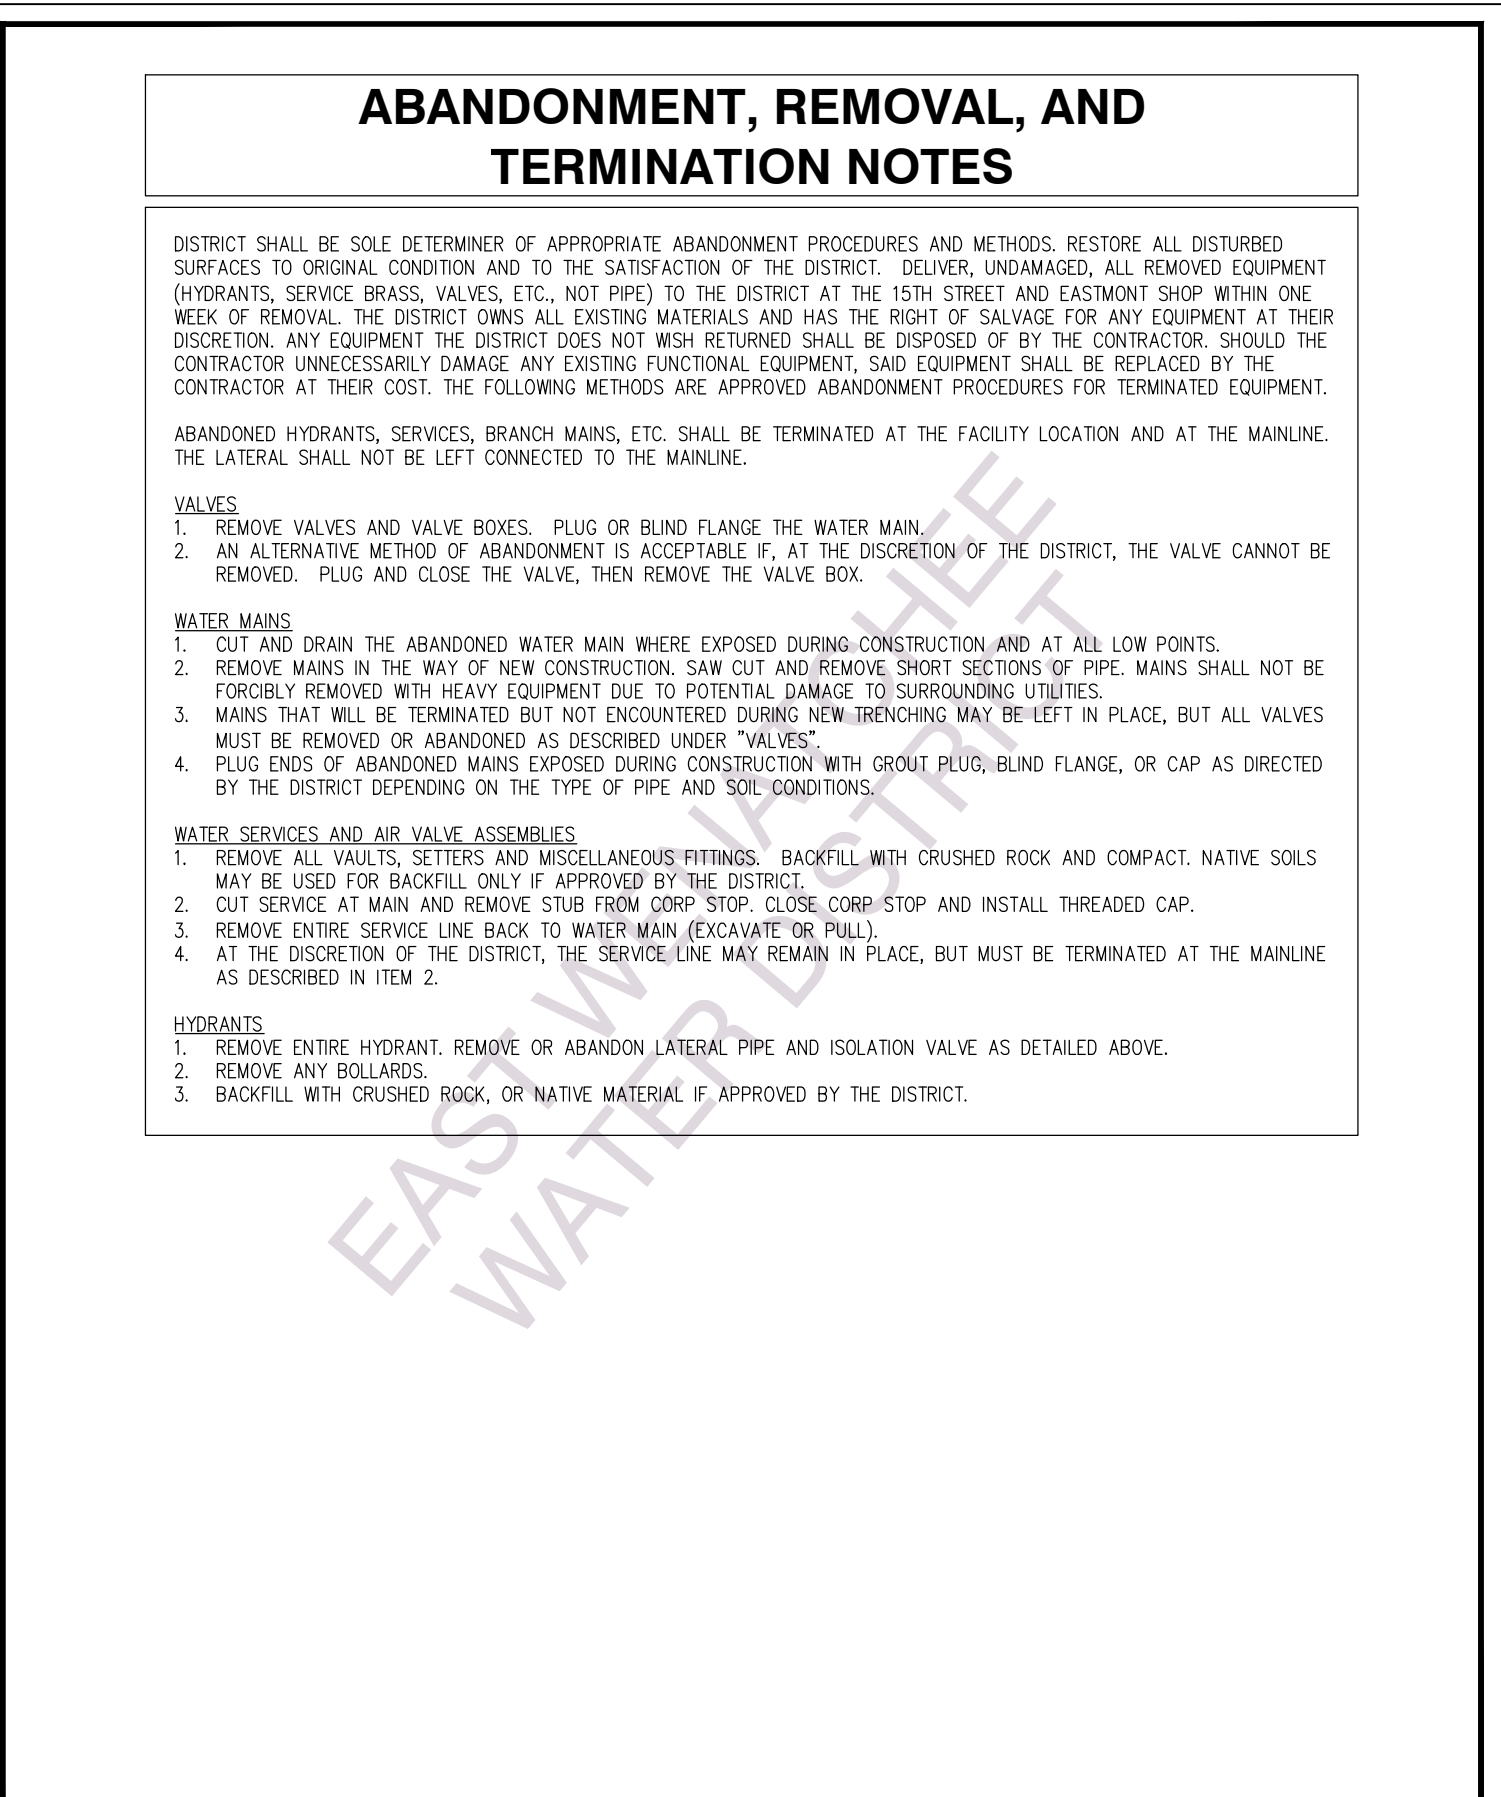 ABANDONMENT, REMOVAL, AND
TERMINATION NOTES
DISTRICT SHALL BE SOLE DETERMINER OF APPROPRIATE ABANDONMENT PROCEDURES AND METHODS. RESTORE ALL DISTURBED
SURFACES TO ORIGINAL CONDITION AND TO THE SATISFACTION OF THE DISTRICT. DELIVER, UNDAMAGED, ALL REMOVED EQUIPMENT
(HYDRANTS, SERVICE BRASS, VALVES, ETC., NOT PIPE) TO THE DISTRICT AT THE 15TH STREET AND EASTMONT SHOP WITHIN ONE
WEEK OF REMOVAL. THE DISTRICT OWNS ALL EXISTING MATERIALS AND HAS THE RIGHT OF SALVAGE FOR ANY EQUIPMENT AT THEIR
DISCRETION. ANY EQUIPMENT THE DISTRICT DOES NOT WISH RETURNED SHALL BE DISPOSED OF BY THE CONTRACTOR. SHOULD THE
CONTRACTOR UNNECESSARILY DAMAGE ANY EXISTING FUNCTIONAL EQUIPMENT, SAID EQUIPMENT SHALL BE REPLACED BY THE
CONTRACTOR AT THEIR COST. THE FOLLOWING METHODS ARE APPROVED ABANDONMENT PROCEDURES FOR TERMINATED EQUIPMENT.
ABANDONED HYDRANTS, SERVICES, BRANCH MAINS, ETC. SHALL BE TERMINATED AT THE FACILITY LOCATION AND AT THE MAINLINE.
THE LATERAL SHALL NOT BE LEFT CONNECTED TO THE MAINLINE.
VALVES
1. REMOVE VALVES AND VALVE BOXES. PLUG OR BLIND FLANGE THE WATER MAIN.
2. AN ALTERNATIVE METHOD OF ABANDONMENT IS ACCEPTABLE IF, AT THE DISCRETION OF THE DISTRICT, THE VALVE CANNOT BE
REMOVED. PLUG AND CLOSE THE VALVE, THEN REMOVE THE VALVE BOX.
WATER MAINS
1. CUT AND DRAIN THE ABANDONED WATER MAIN WHERE EXPOSED DURING CONSTRUCTION AND AT ALL LOW POINTS.
2. REMOVE MAINS IN THE WAY OF NEW CONSTRUCTION. SAW CUT AND REMOVE SHORT SECTIONS OF PIPE. MAINS SHALL NOT BE
FORCIBLY REMOVED WITH HEAVY EQUIPMENT DUE TO POTENTIAL DAMAGE TO SURROUNDING UTILITIES.
3. MAINS THAT WILL BE TERMINATED BUT NOT ENCOUNTERED DURING NEW TRENCHING MAY BE LEFT IN PLACE, BUT ALL VALVES
MUST BE REMOVED OR ABANDONED AS DESCRIBED UNDER "VALVES".
4. PLUG ENDS OF ABANDONED MAINS EXPOSED DURING CONSTRUCTION WITH GROUT PLUG, BLIND FLANGE, OR CAP AS DIRECTED
BY THE DISTRICT DEPENDING ON THE TYPE OF PIPE AND SOIL CONDITIONS.
WATER SERVICES AND AIR VALVE ASSEMBLIES
1. REMOVE ALL VAULTS, SETTERS AND MISCELLANEOUS FITTINGS. BACKFILL WITH CRUSHED ROCK AND COMPACT. NATIVE SOILS
MAY BE USED FOR BACKFILL ONLY IF APPROVED BY THE DISTRICT.
2. CUT SERVICE AT MAIN AND REMOVE STUB FROM CORP STOP. CLOSE CORP STOP AND INSTALL THREADED CAP.
3. REMOVE ENTIRE SERVICE LINE BACK TO WATER MAIN (EXCAVATE OR PULL).
4. AT THE DISCRETION OF THE DISTRICT, THE SERVICE LINE MAY REMAIN IN PLACE, BUT MUST BE TERMINATED AT THE MAINLINE
AS DESCRIBED IN ITEM 2.
HYDRANTS
1. REMOVE ENTIRE HYDRANT. REMOVE OR ABANDON LATERAL PIPE AND ISOLATION VALVE AS DETAILED ABOVE.
2. REMOVE ANY BOLLARDS.
3. BACKFILL WITH CRUSHED ROCK, OR NATIVE MATERIAL IF APPROVED BY THE DISTRICT.
EAST WENATCHEE
WATER DISTRICT